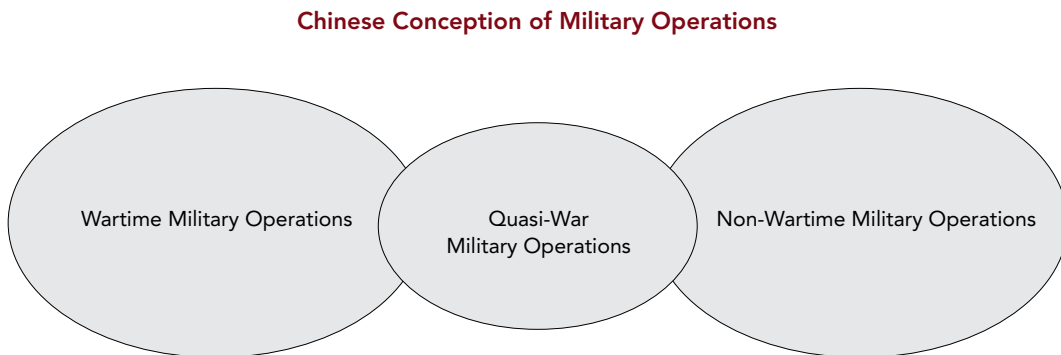 Chinese Conception of Military Operations
Wartime Military Operations
Quasi-War
Military Operations
Non-Wartime Military Operations